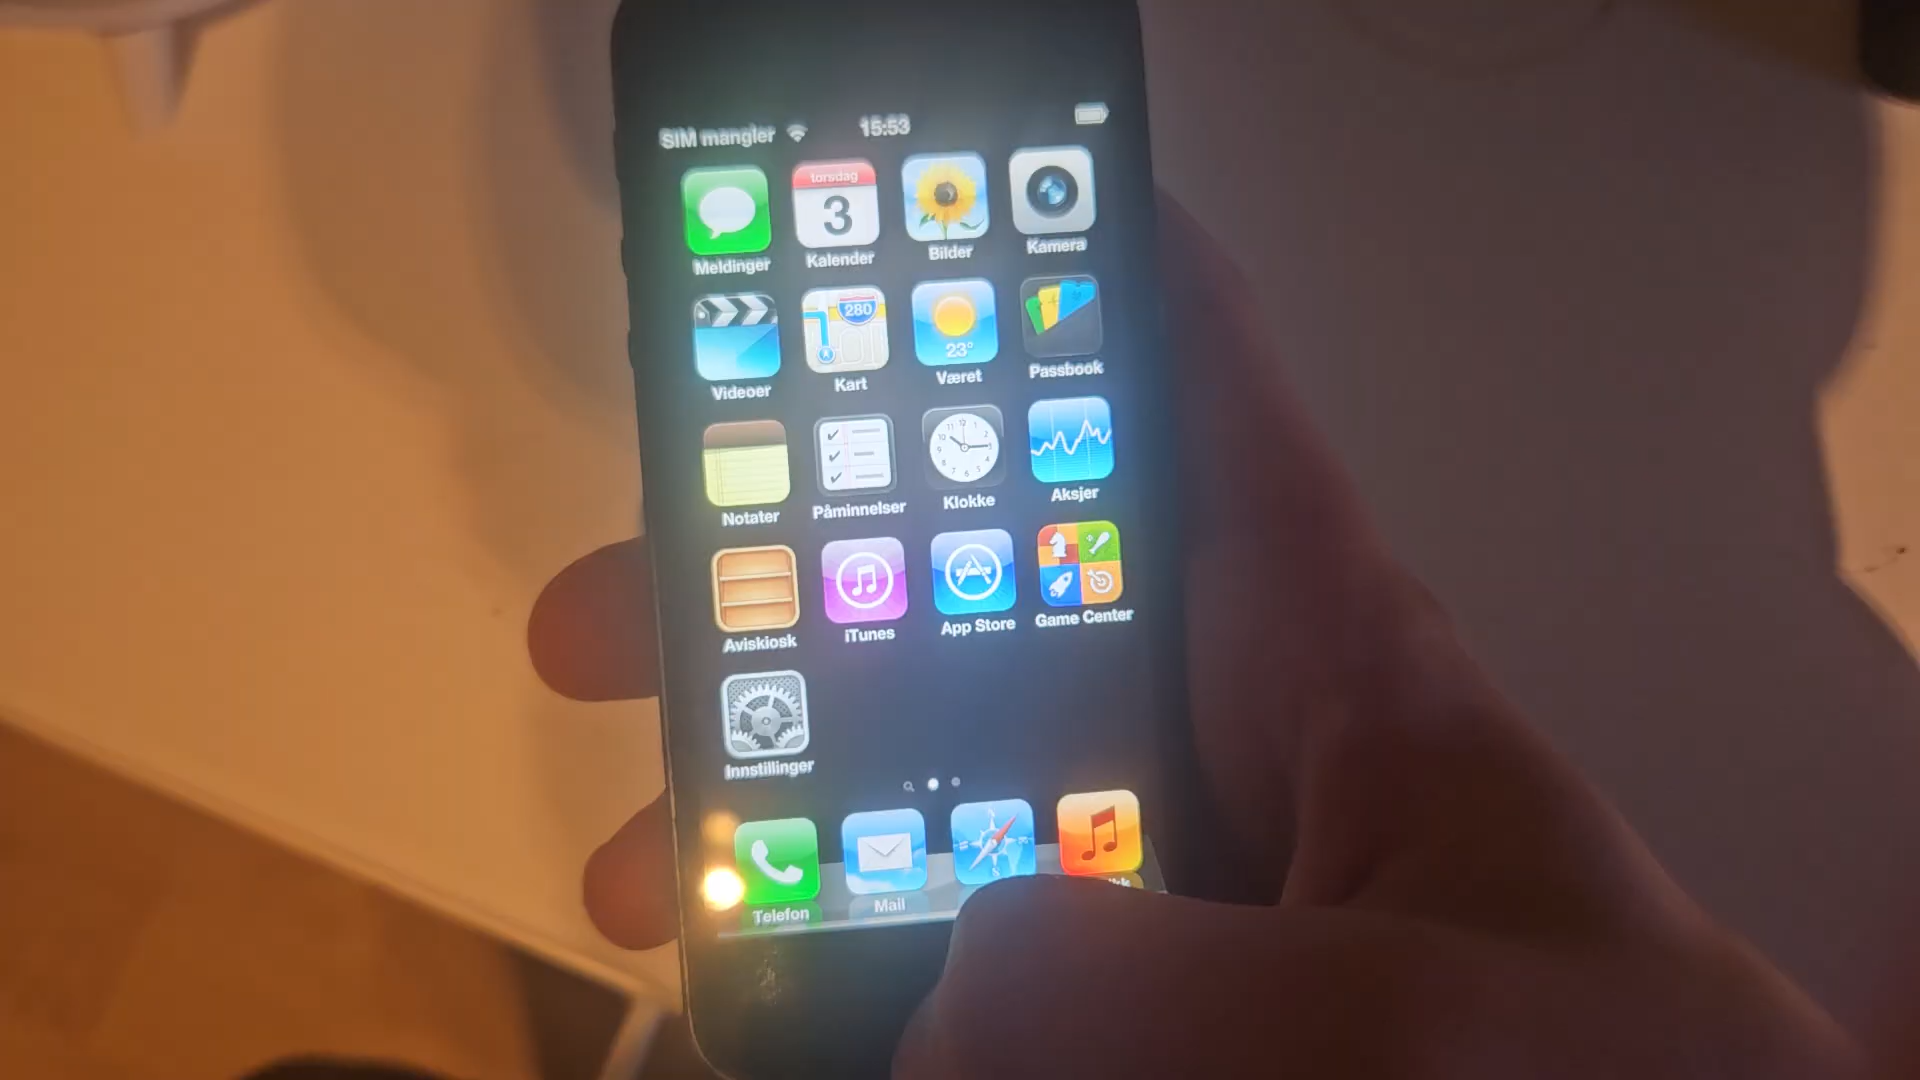 SIM mangler 15:53
torsdag
3
Meldinger Kalender Bilder Kamera
280
23°
Videoer Kart Været Passbook
Notater Påminnelser Klokke Aksjer
Aviskiosk iTunes App Store Game Center
Innstillinger
Telefon Mail